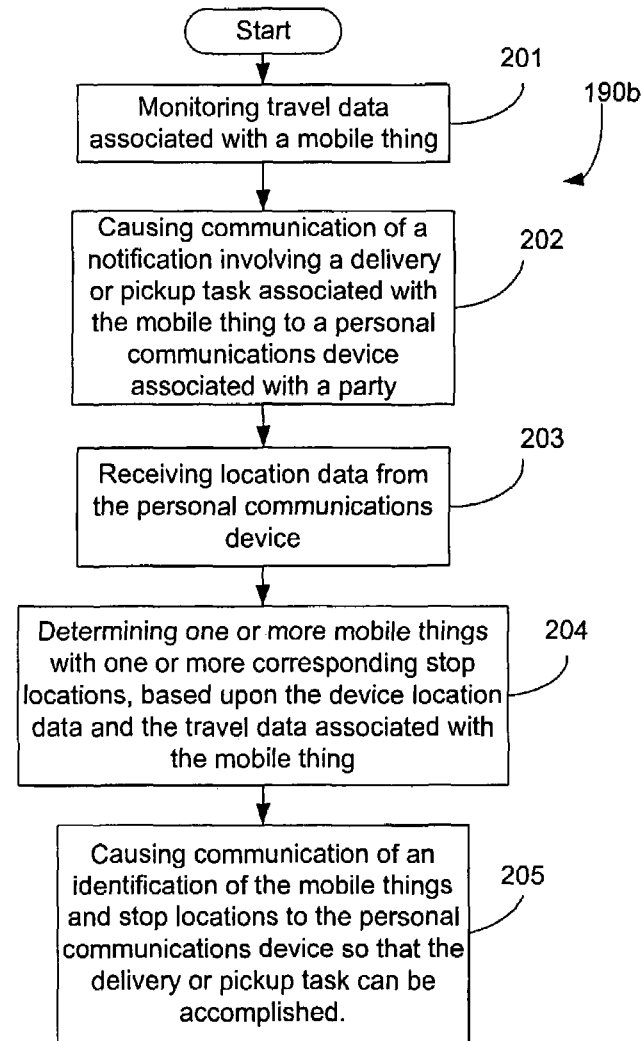 Start
201
190b
Monitoring travel data
associated with a mobile thing
Causing communication of a
notification involving a delivery
or pickup task associated with
the mobile thing to a personal
communications device
associated with a party
202
203
Receiving location data from
the personal communications
device
Determining one or more mobile things
with one or more corresponding stop
locations, based upon the device location
data and the travel data associated with
the mobile thing
204
Causing communication of an
identification of the mobile things
and stop locations to the personal
communications device so that the
delivery or pickup task can be
accomplished.
205